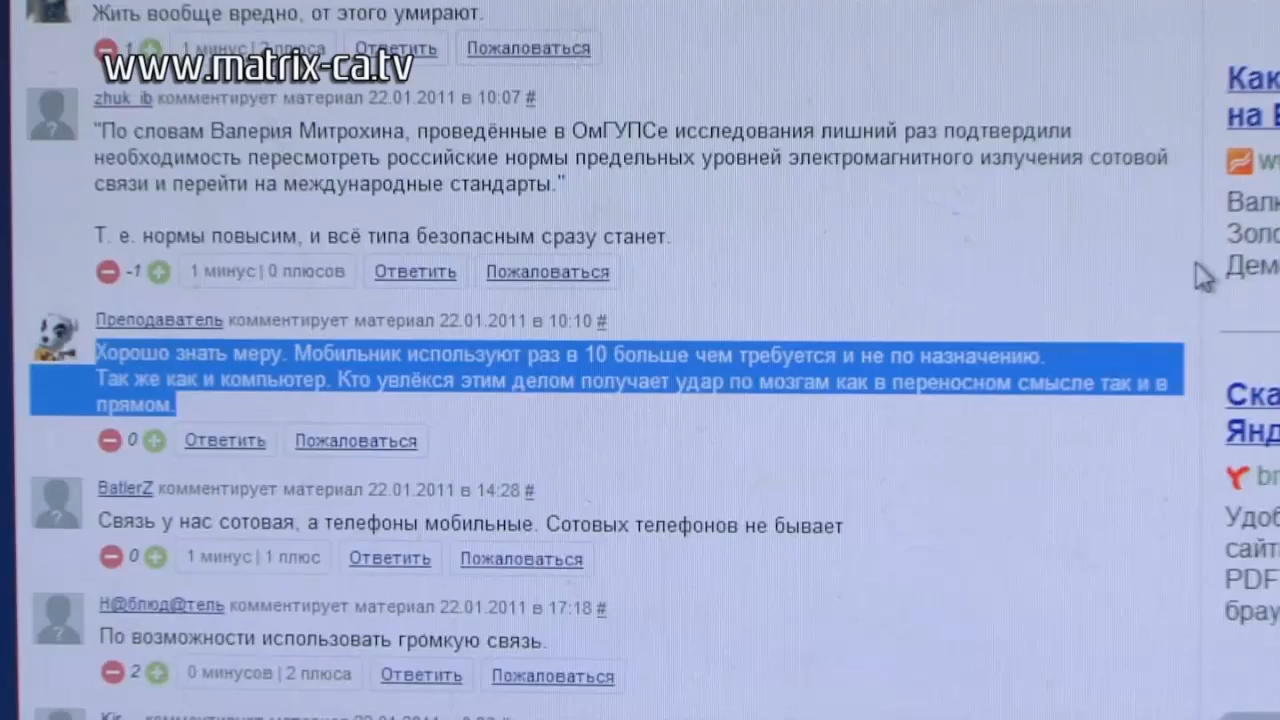 Жить вообще вредно, от этого умирают.
1 1 минус | 2 плюса Ответить Пожаловаться
www.matrix-ca.tv
zhuk_ib комментирует материал 22.01.2011 в 10:07 #
"По словам Валерия Митрохина, проведённые в ОмГУПСе исследования лишний раз подтвердили
необходимость пересмотреть российские нормы предельных уровней электромагнитного излучения сотовой
связи и перейти на международные стандарты."
Т. е. нормы повысим, и всё типа безопасным сразу станет.
-1 1 минус | 0 плюсов Ответить Пожаловаться
Преподаватель комментирует материал 22.01.2011 в 10:10 #
Хорошо знать меру. Мобильник используют раз в 10 больше чем требуется и не по назначению.
Так же как и компьютер. Кто увлёкся этим делом получает удар по мозгам как в переносном смысле так и в
прямом.
0 Ответить Пожаловаться
BatlerZ комментирует материал 22.01.2011 в 14:28 #
Связь у нас сотовая, а телефоны мобильные. Сотовых телефонов не бывает
0 1 минус | 1 плюс Ответить Пожаловаться
Н@блюд@тель комментирует материал 22.01.2011 в 17:18 #
По возможности использовать громкую связь.
2 0 минусов | 2 плюса Ответить Пожаловаться
Как
на
Ска
Янд
PDF